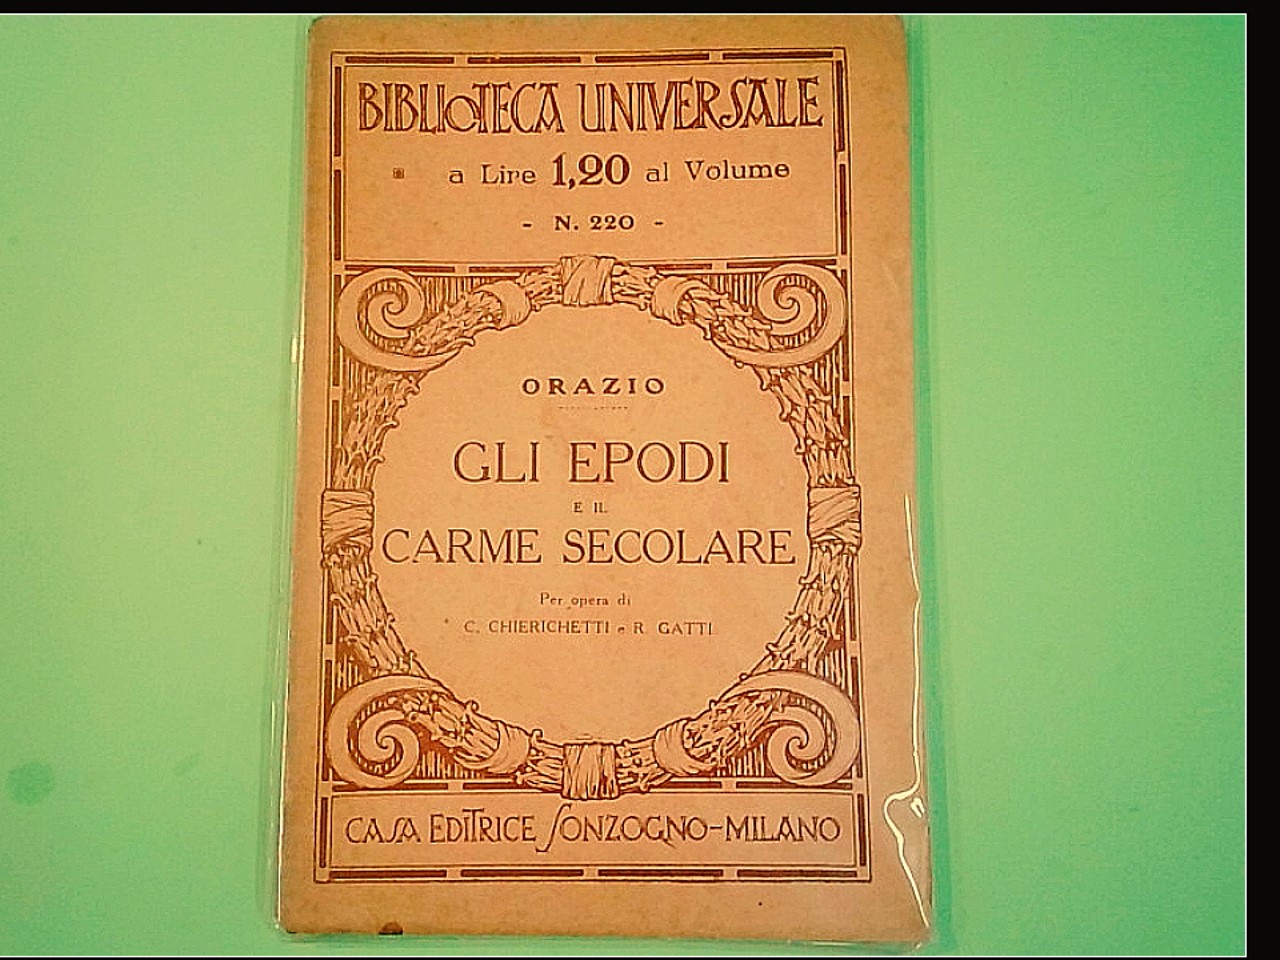 BIBLIOTECA UNIVERSALE
a Lire 1,20 al Volume
- N. 220 -
ORAZIO
GLI EPODI
E IL
CARME SECOLARE
Per opera di
C. CHIERICHETTI e R. GATTI
CASA EDITRICE SONZOGNO-MILANO